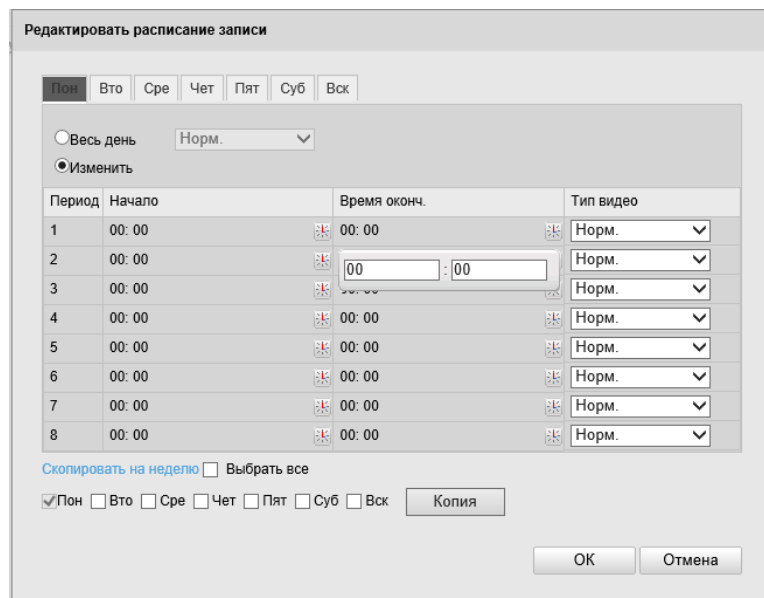 Редактировать расписание записи
Пон Вто Сре Чет Пят Суб Вск
Весь день Норм.
Изменить
Период Начало Время оконч. Тип видео
1 00: 00 00: 00 Норм.
2 00: 00 Норм.
00 : 00
3 00: 00 00: 00 Норм.
4 00: 00 00: 00 Норм.
5 00: 00 00: 00 Норм.
6 00: 00 00: 00 Норм.
7 00: 00 00: 00 Норм.
8 00: 00 00: 00 Норм.
Скопировать на неделю Выбрать все
Пон Вто Сре Чет Пят Суб Вск Копия
ОК Отмена